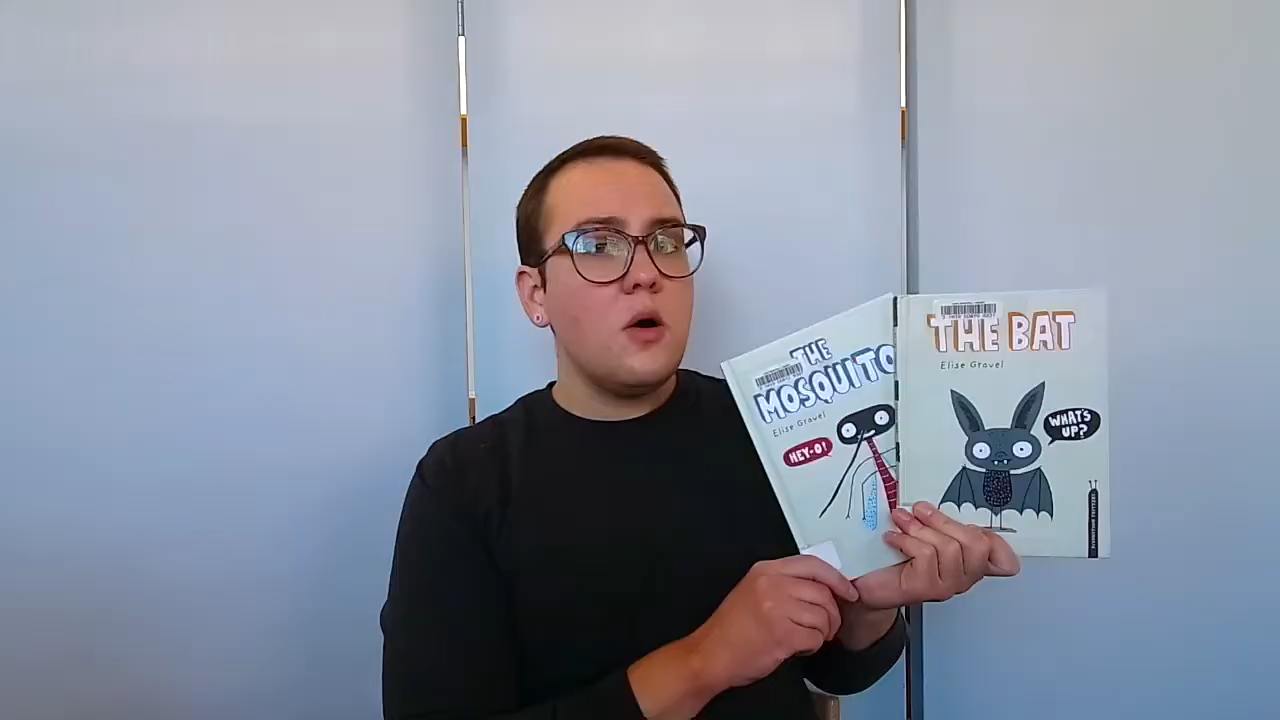 THE
MOSQUITO
Elise Gravel
HEY-O!
THE BAT
Elise Gravel
WHAT'S
UP?